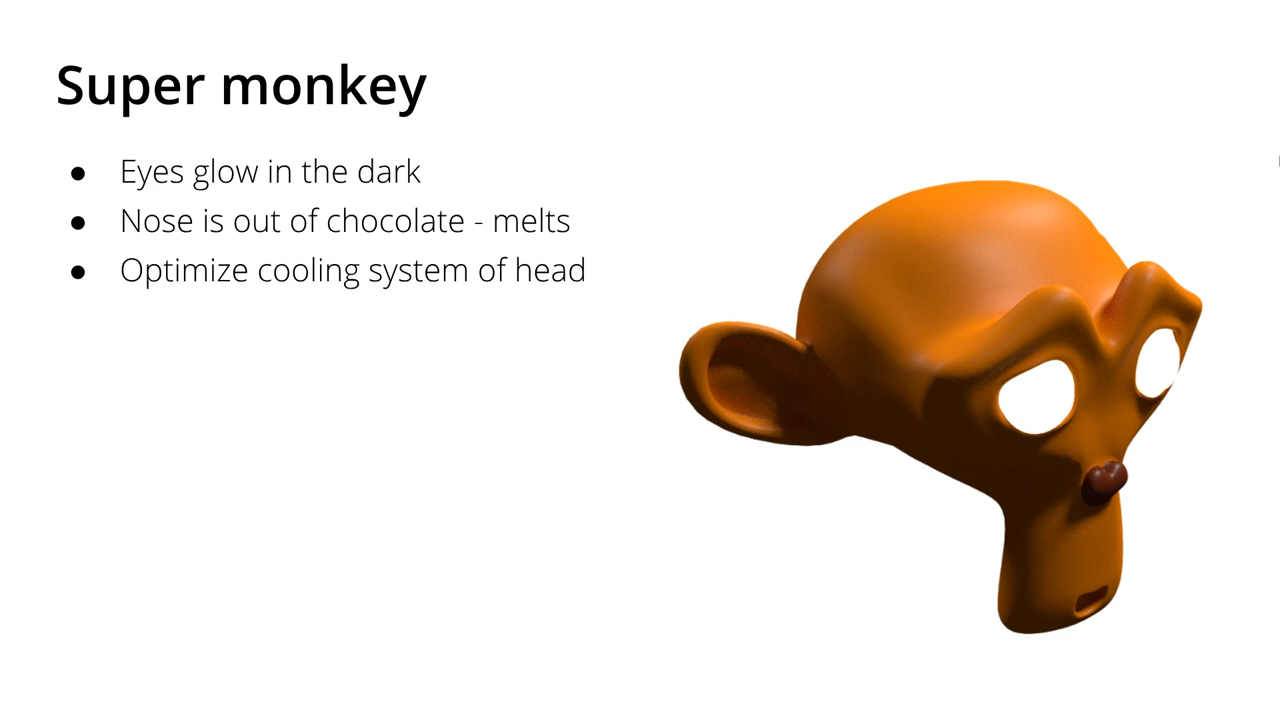 Super monkey
● Eyes glow in the dark
● Nose is out of chocolate - melts
● Optimize cooling system of head